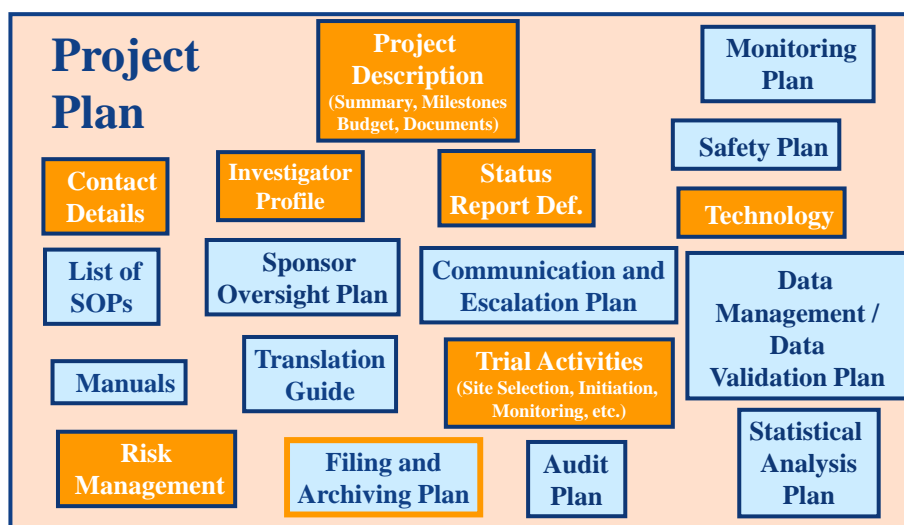 Project
Plan
Project
Description
(Summary, Milestones
Budget, Documents)
Monitoring
Plan
Safety Plan
Contact
Details
Investigator
Profile
Status
Report Def.
Technology
List of
SOPs
Sponsor
Oversight Plan
Communication and
Escalation Plan
Data
Management /
Data
Validation Plan
Manuals
Translation
Guide
Trial Activities
(Site Selection, Initiation,
Monitoring, etc.)
Risk
Management
Filing and
Archiving Plan
Audit
Plan
Statistical
Analysis
Plan